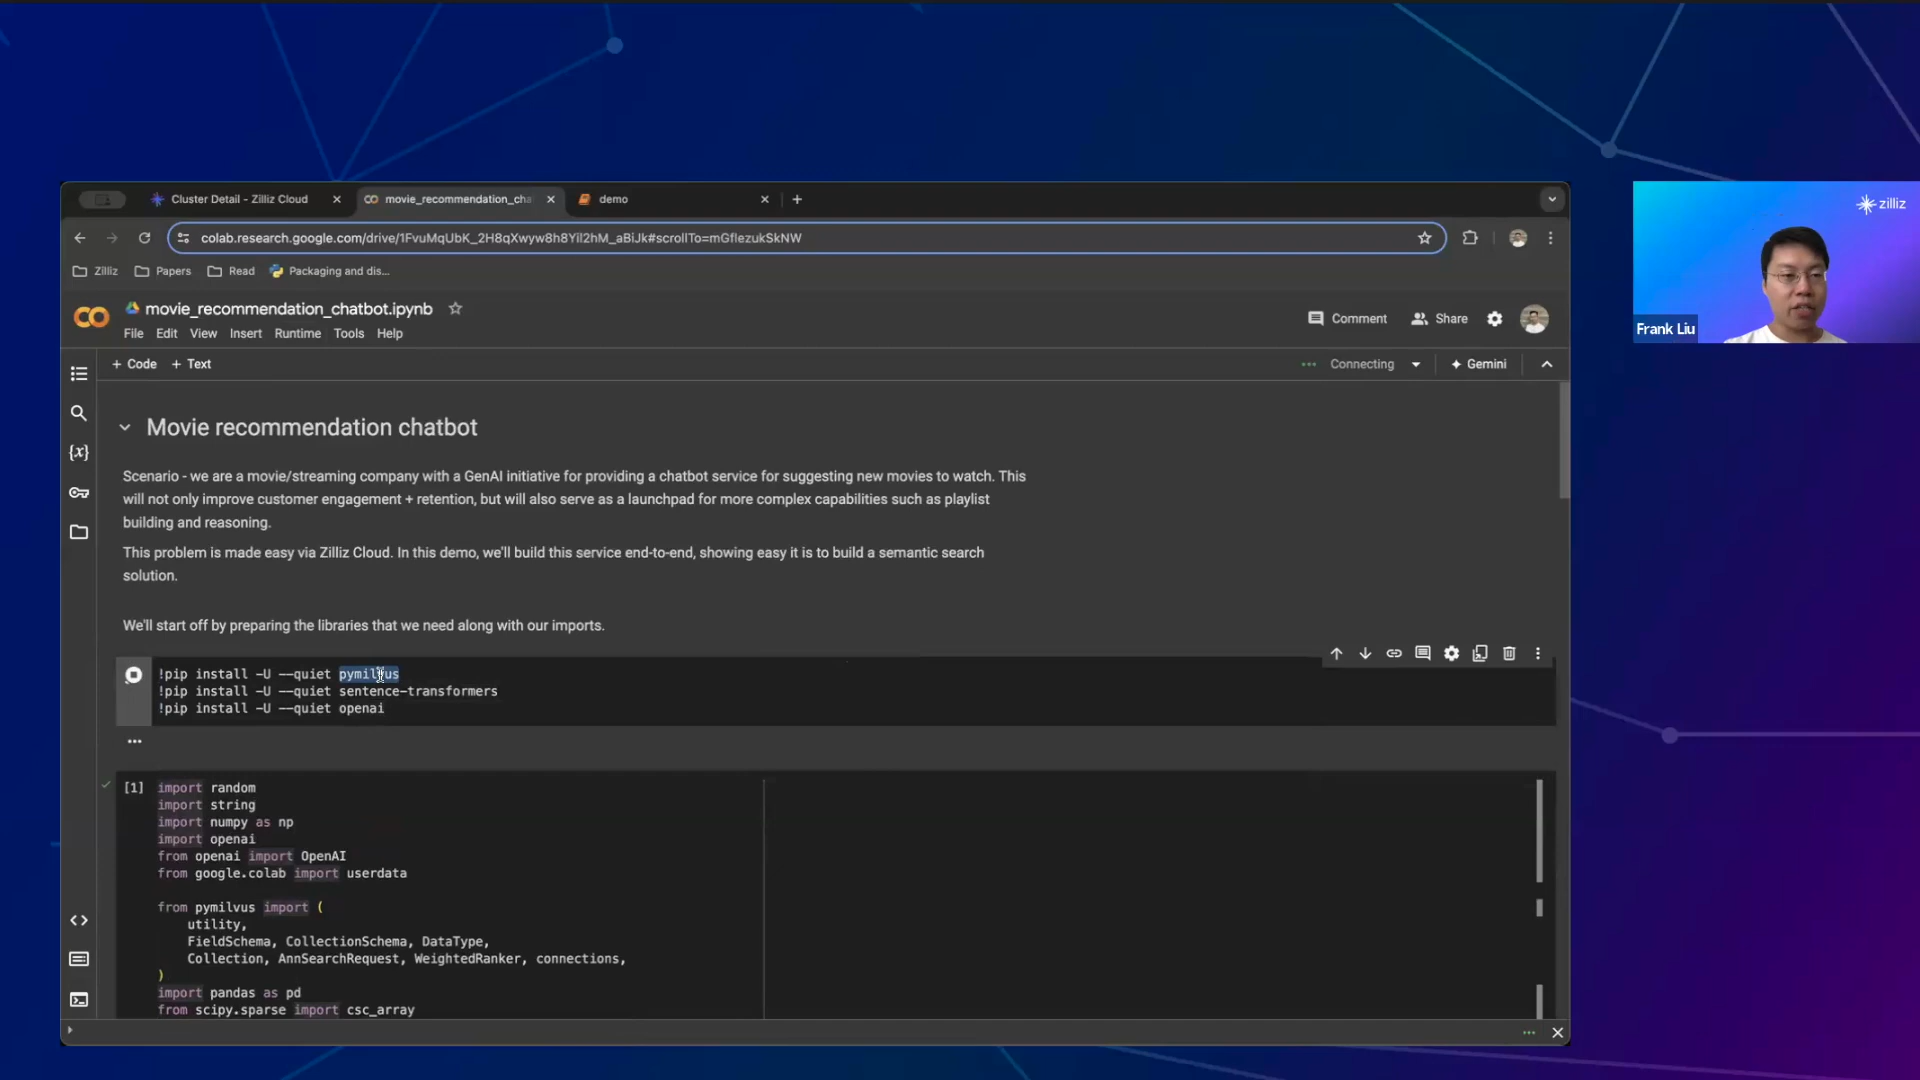 Cluster Detail - Zilliz Cloud
movie_recommendation_cha
demo
colab.research.google.com/drive/1FvuMqUbK_2H8qXwyw8h8Yil2hM_aBiJk#scrollTo=mGflezukSkNW
Zilliz
Papers
Read
Packaging and dis...
zilliz
Frank Liu
CO
movie_recommendation_chatbot.ipynb
File Edit View Insert Runtime Tools Help
Comment
Share
+ Code + Text
Connecting
Gemini
Movie recommendation chatbot
Scenario - we are a movie/streaming company with a GenAI initiative for providing a chatbot service for suggesting new movies to watch. This
will not only improve customer engagement + retention, but will also serve as a launchpad for more complex capabilities such as playlist
building and reasoning.
This problem is made easy via Zilliz Cloud. In this demo, we'll build this service end-to-end, showing easy it is to build a semantic search
solution.
We'll start off by preparing the libraries that we need along with our imports.
!pip install -U --quiet pymilvus
!pip install -U --quiet sentence-transformers
!pip install -U --quiet openai
...
[1] import random
import string
import numpy as np
import openai
from openai import OpenAI
from google.colab import userdata
from pymilvus import (
utility,
FieldSchema, CollectionSchema, DataType,
Collection, AnnSearchRequest, WeightedRanker, connections,
)
import pandas as pd
from scipy.sparse import csc_array